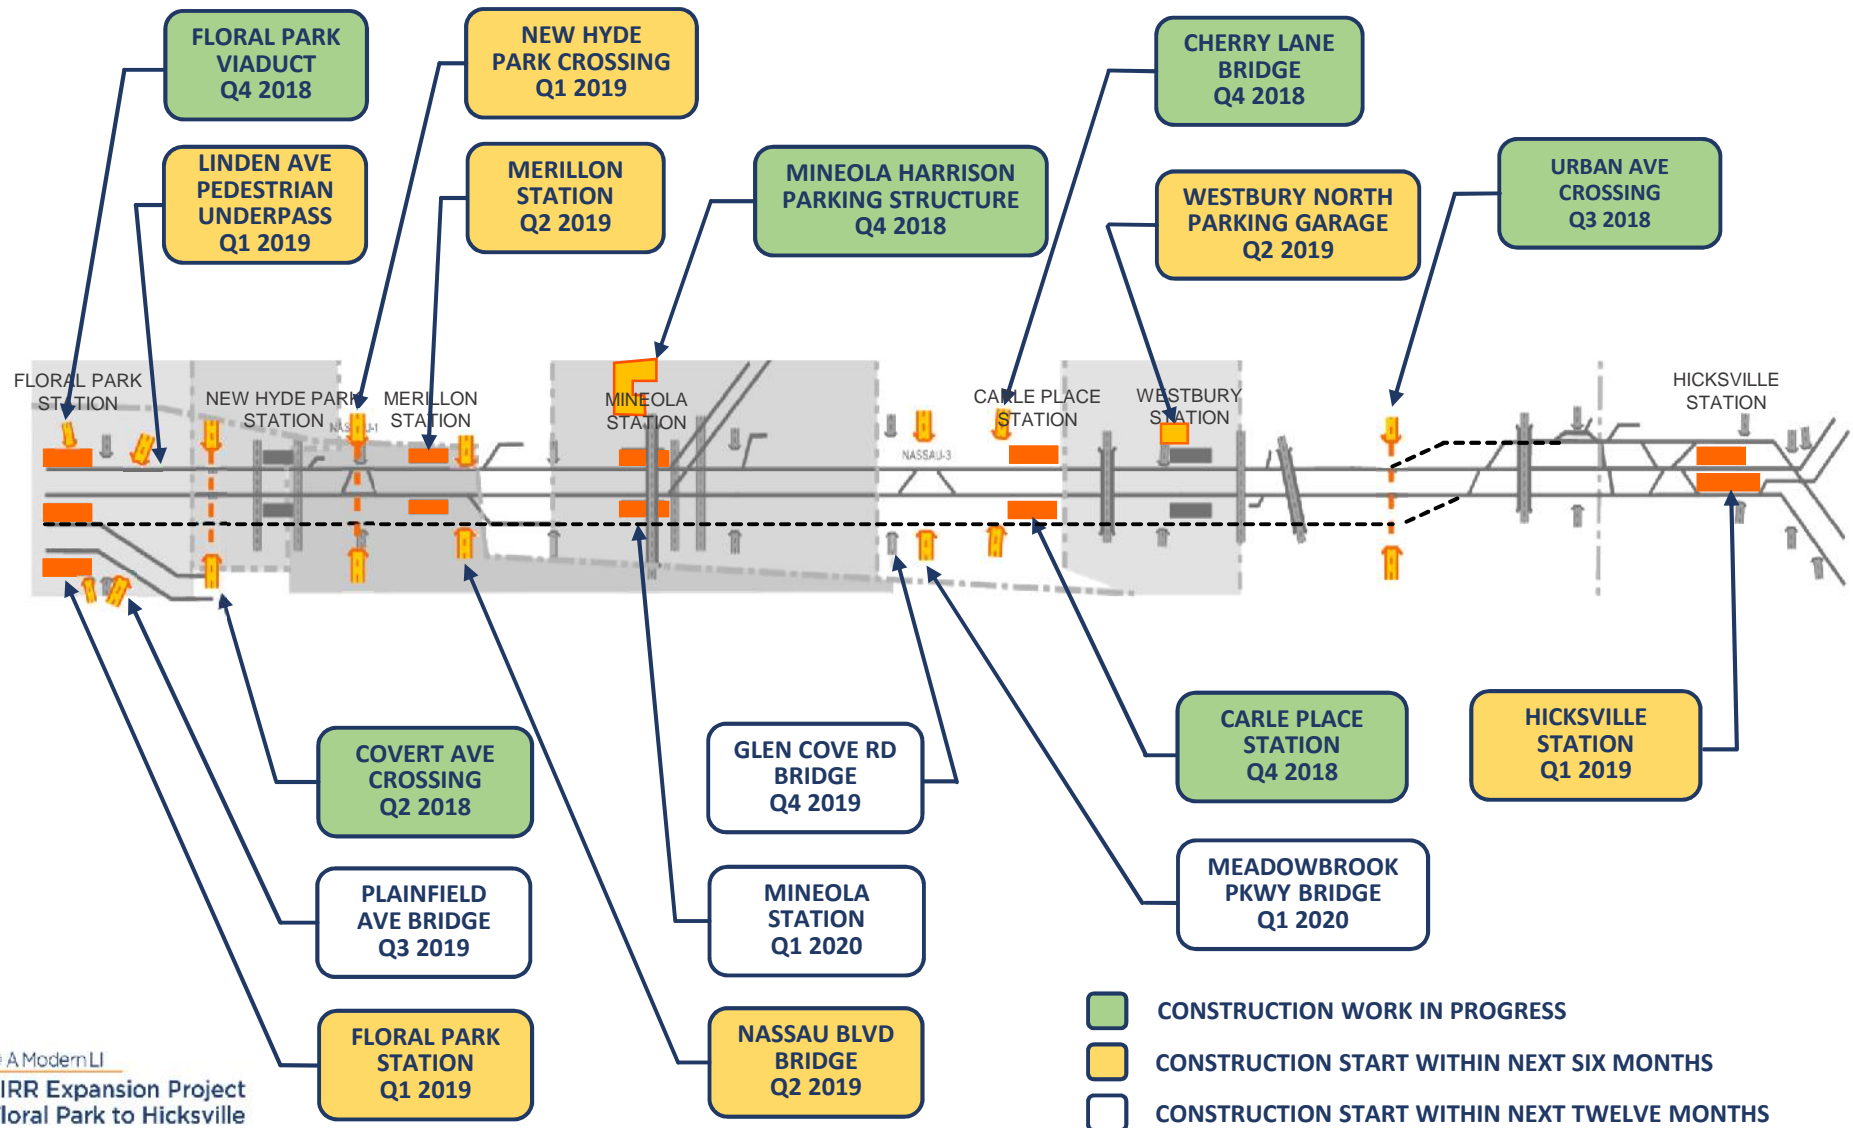 FLORAL PARK
VIADUCT
Q4 2018
NEW HYDE
PARK CROSSING
Q1 2019
CHERRY LANE
BRIDGE
Q4 2018
LINDEN AVE
PEDESTRIAN
UNDERPASS
Q1 2019
MERILLON
STATION
Q2 2019
MINEOLA HARRISON
PARKING STRUCTURE
Q4 2018
WESTBURY NORTH
PARKING GARAGE
Q2 2019
URBAN AVE
CROSSING
Q3 2018
FLORAL PARK
STATION
NEW HYDE PARK
STATION
NASSAU-1
MERILLON
STATION
MINEOLA
STATION
NASSAU-3
CARLE PLACE
STATION
WESTBURY
STATION
HICKSVILLE
STATION
COVERT AVE
CROSSING
Q2 2018
GLEN COVE RD
BRIDGE
Q4 2019
CARLE PLACE
STATION
Q4 2018
HICKSVILLE
STATION
Q1 2019
PLAINFIELD
AVE BRIDGE
Q3 2019
MINEOLA
STATION
Q1 2020
MEADOWBROOK
PKWY BRIDGE
Q1 2020
FLORAL PARK
STATION
Q1 2019
NASSAU BLVD
BRIDGE
Q2 2019
CONSTRUCTION WORK IN PROGRESS
CONSTRUCTION START WITHIN NEXT SIX MONTHS
CONSTRUCTION START WITHIN NEXT TWELVE MONTHS
A Modern LI
IRR Expansion Project
loral Park to Hicksville